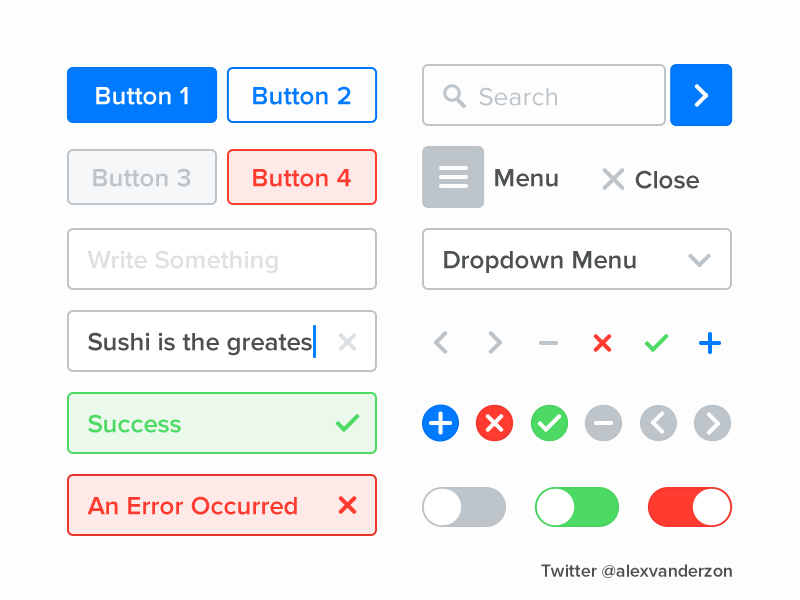 Button 1
Button 2
Search
Button 3
Button 4
Menu
Close
Write Something
Dropdown Menu
Sushi is the greates
Success
An Error Occurred
Twitter @alexvanderzon